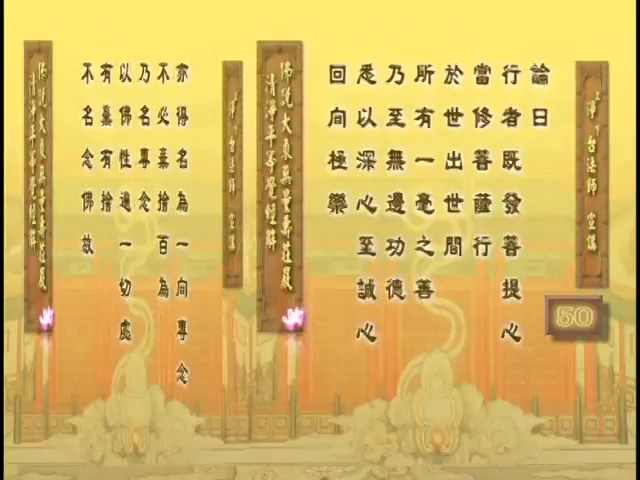 淨空法師 宣講
50
論曰
行者既發菩提心
當修菩薩行
於世出世間
所有一毫之善
乃至無邊功德
悉以深心至誠心
回向極樂
佛說大乘無量壽莊嚴
清淨平等覺經解
淨空法師 宣講
亦得名為一向專念
不必棄捨百為
乃名專念
以佛性遍一切處
有棄有捨
不名念佛故
佛說大乘無量壽莊嚴
清淨平等覺經解